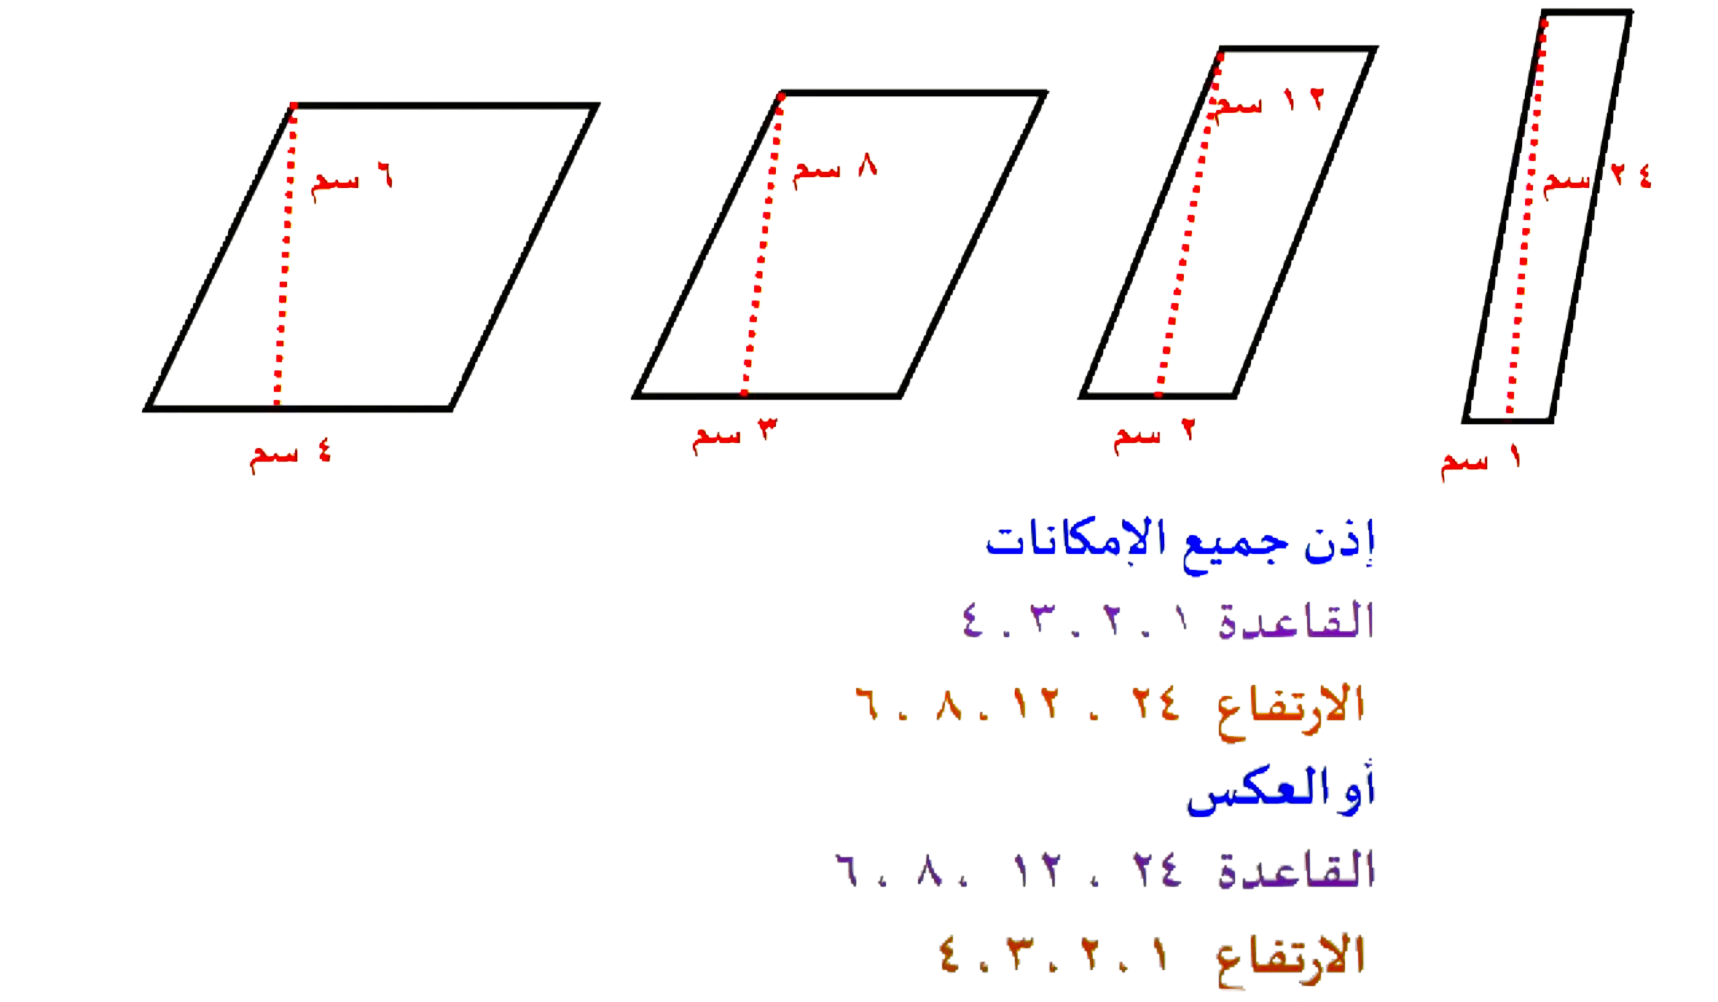 ٢٤ سم
١٢ سم
٨ سم
٦ سم
١ سم
٢ سم
٣ سم
٤ سم
إذن جميع الإمكانات
القاعدة ١ ، ٢ ، ٣ ، ٤
الارتفاع ٢٤ ، ١٢ ، ٨ ، ٦
أو العكس
القاعدة ٢٤ ، ١٢ ، ٨ ، ٦
الارتفاع ١ ، ٢ ، ٣ ، ٤